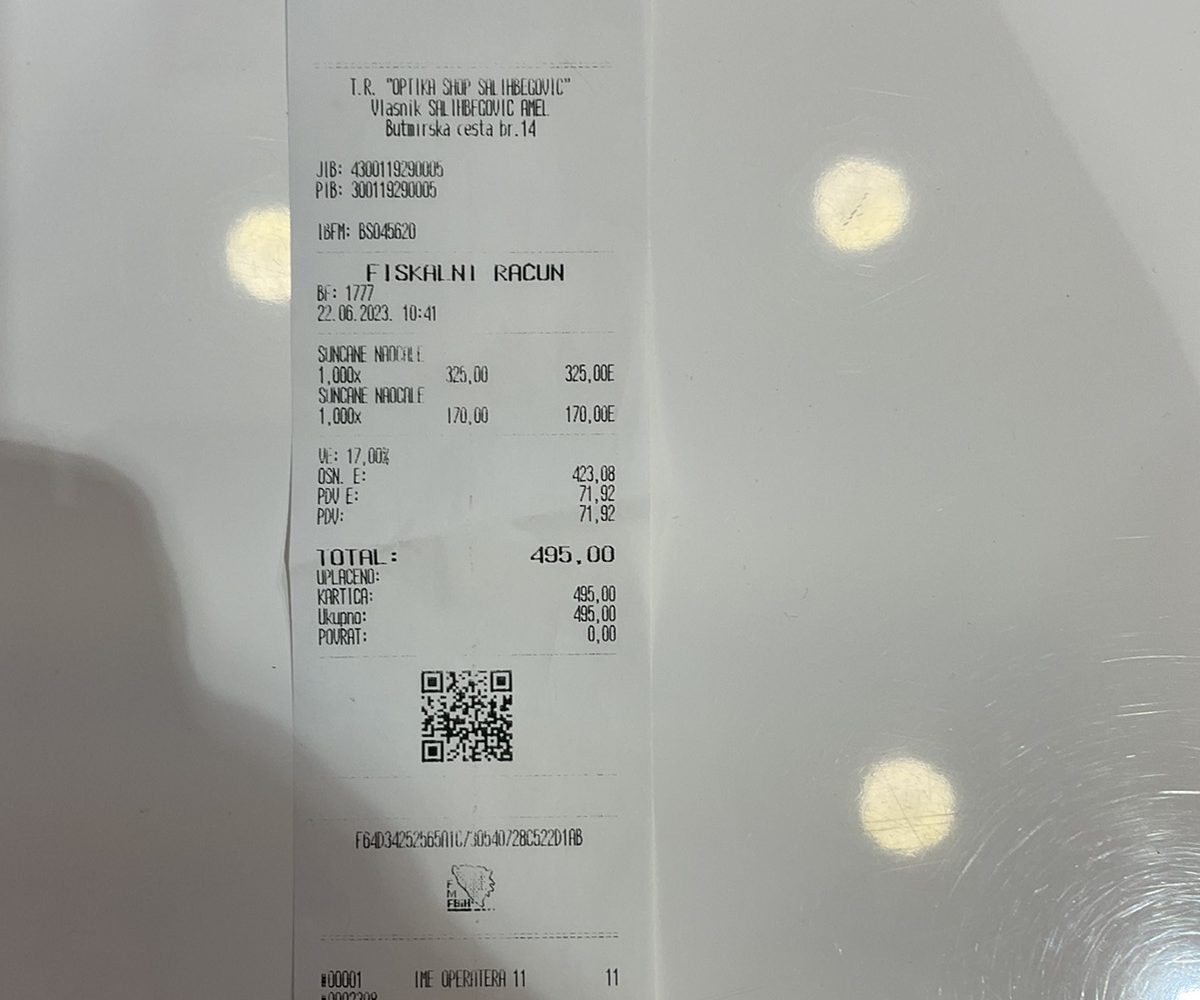 T.R. "OPTIKA SHOP SALIHBEGOVIC"
Vlasnik SALIHBEGOVIC AMEL
Butmirska cesta br.14
JIB: 4300119290005
PIB: 300119290005
IBFM: BS045620
FISKALNI RAČUN
BF: 1777
22.06.2023. 10:41
SUNCANE NAOCALE
1,000x 325,00 325,00E
SUNCANE NAOCALE
1,000x 170,00 170,00E
VE: 17,00%
OSN. E: 423,08
PDV E: 71,92
PDV: 71,92
TOTAL: 495,00
UPLAĆENO:
KARTICA: 495,00
Ukupno: 495,00
POVRAT: 0,00
F M
FBiH
#00001 IME OPERATERA 11 11